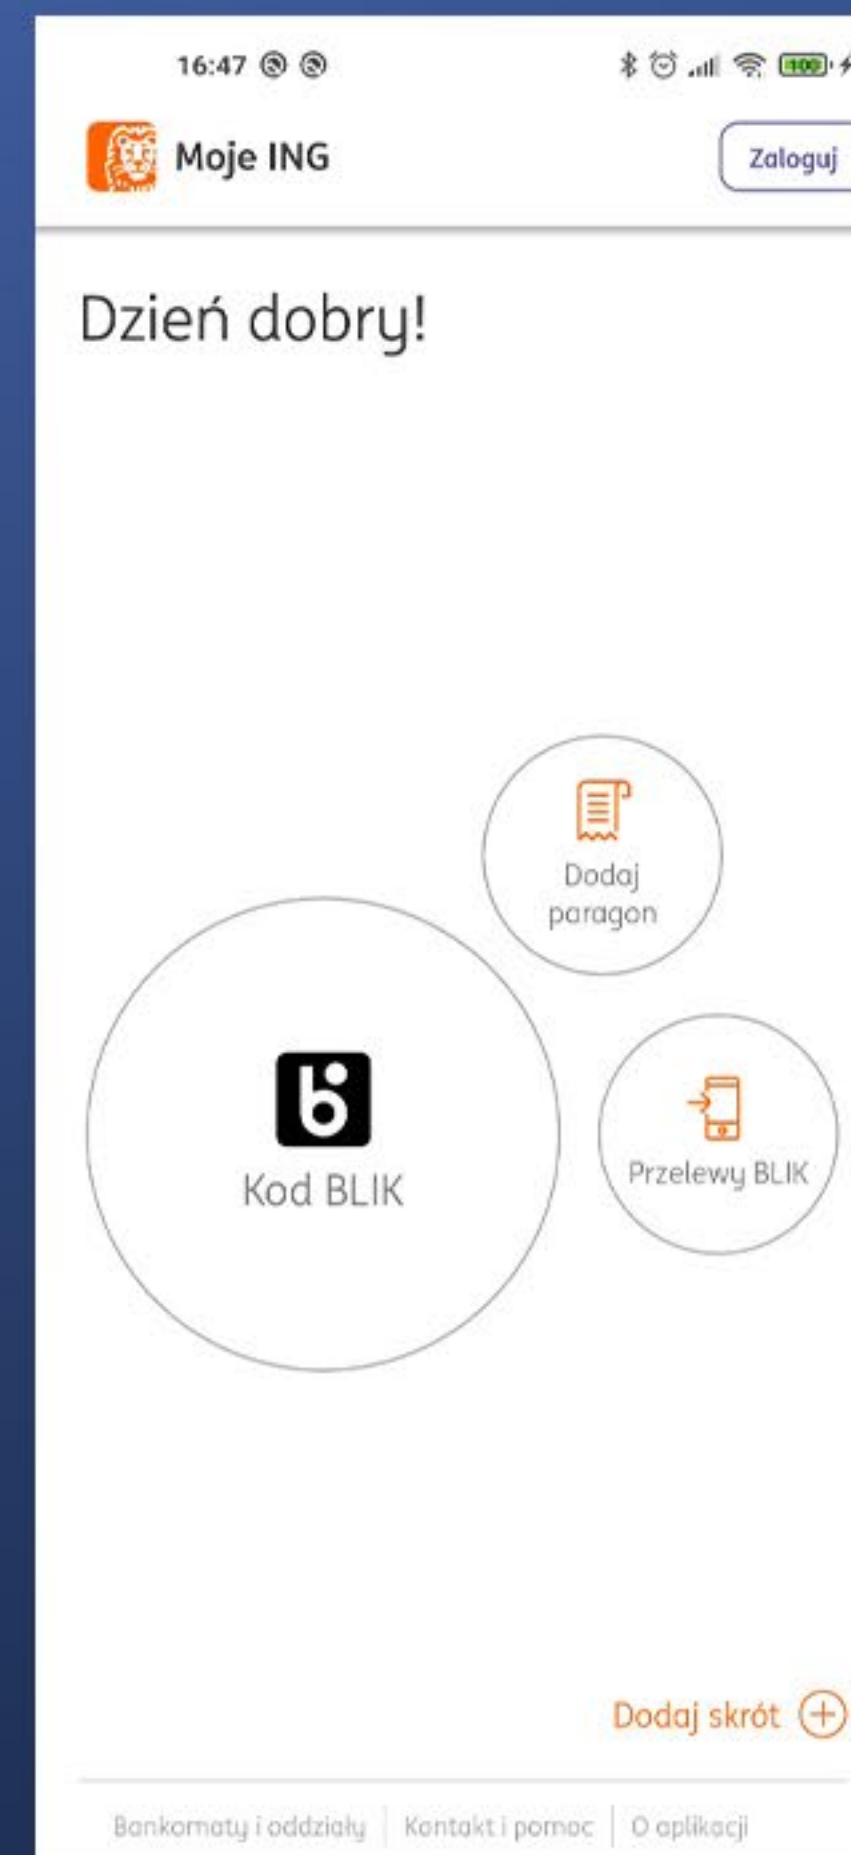 16:47
100
Moje ING
Zaloguj
Dzień dobry!
Dodaj
paragon
Kod BLIK
Przelewy BLIK
Dodaj skrót
Bankomaty i oddziały
Kontakt i pomoc
O aplikacji